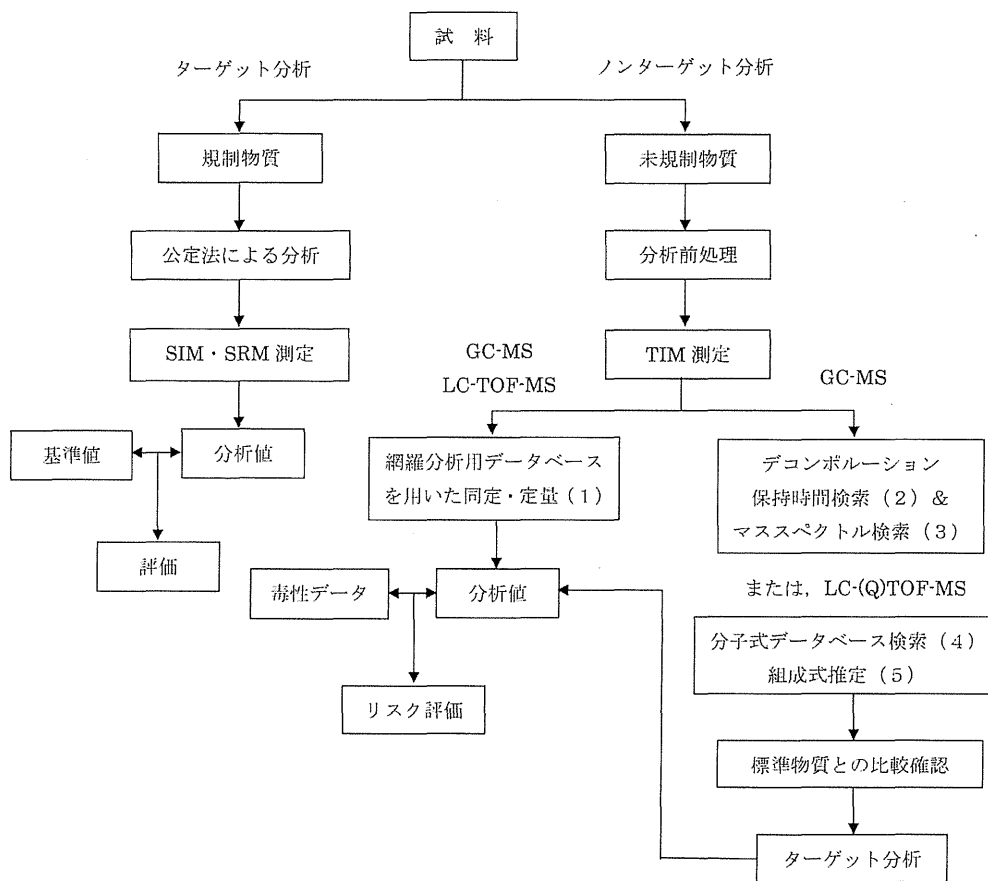 試 料
ターゲット分析
ノンターゲット分析
規制物質
未規制物質
公定法による分析
分析前処理
SIM・SRM 測定
TIM 測定
GC-MS
LC-TOF-MS
GC-MS
基準値
分析値
網羅分析用データベース
を用いた同定・定量(1)
デコンボルーション
保持時間検索(2)&
マススペクトル検索(3)
評価
毒性データ
分析値
または,LC-(Q)TOF-MS
分子式データベース検索(4)
組成式推定(5)
リスク評価
標準物質との比較確認
ターゲット分析